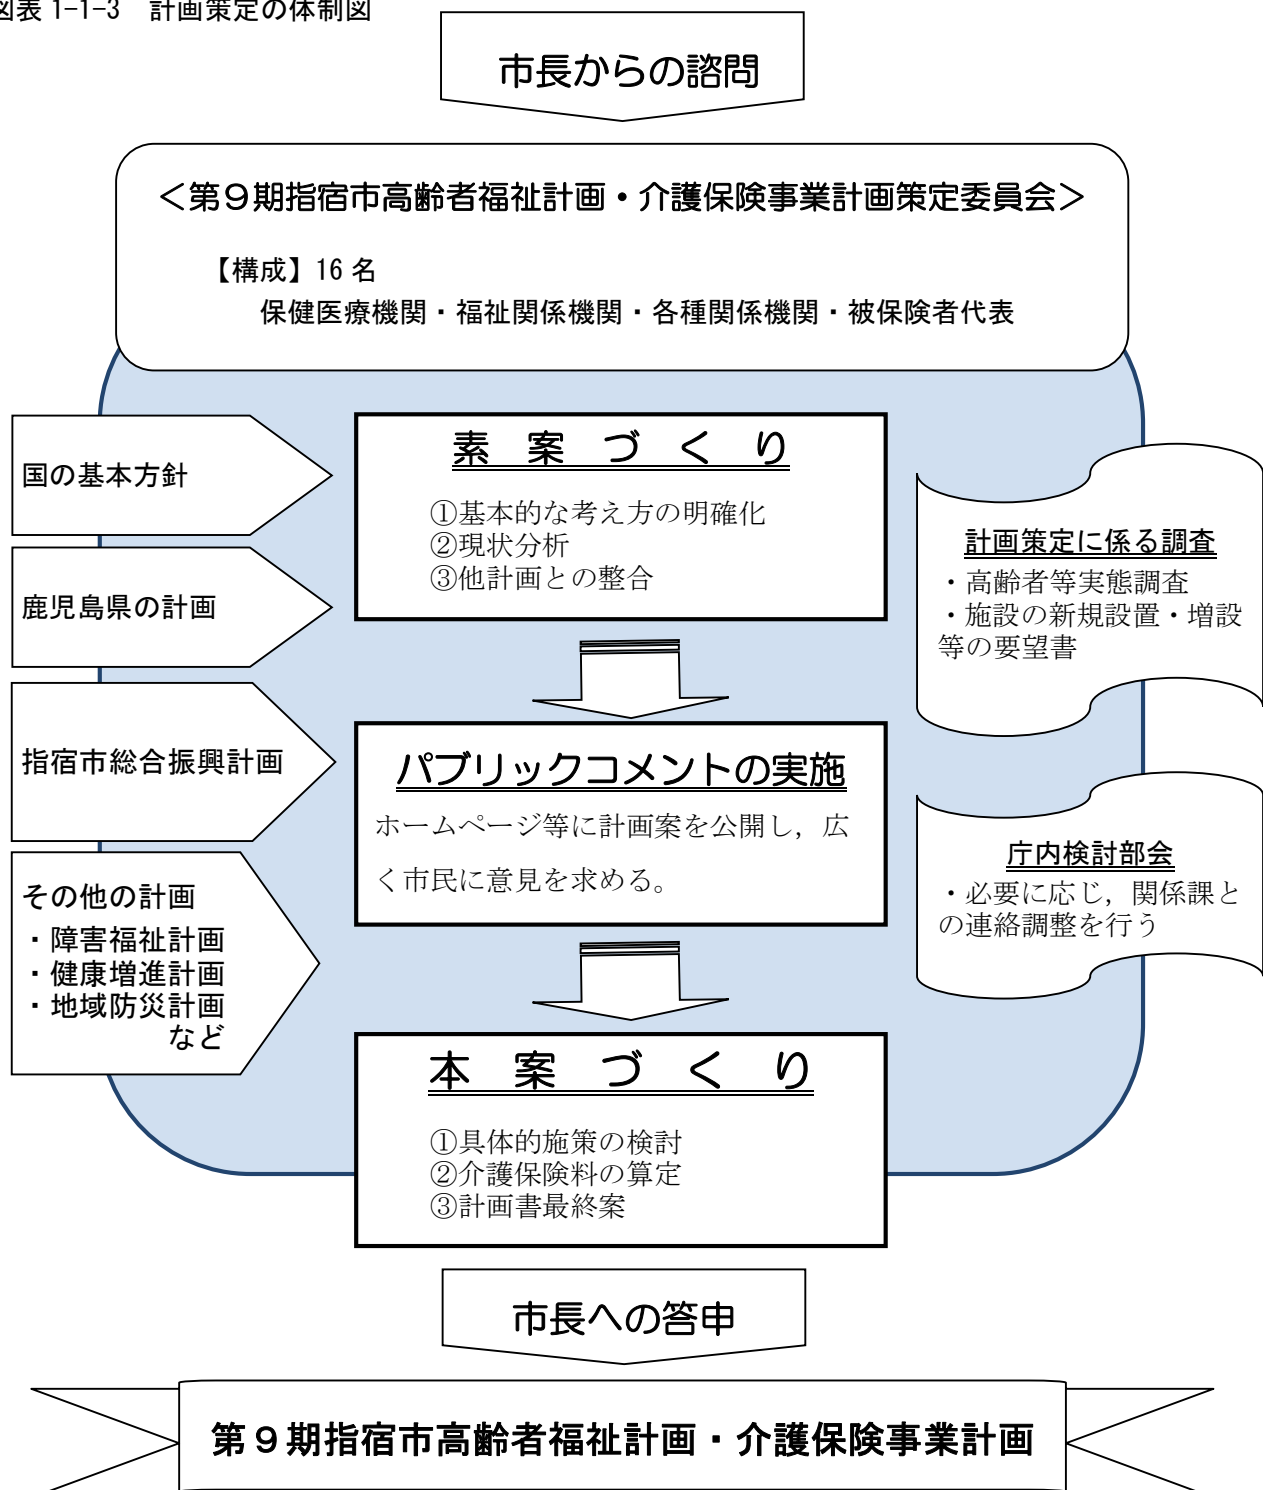 図表 1-1-3　計画策定の体制図
市長からの諮問
＜第９期指宿市高齢者福祉計画・介護保険事業計画策定委員会＞
【構成】16 名
保健医療機関・福祉関係機関・各種関係機関・被保険者代表
国の基本方針
鹿児島県の計画
指宿市総合振興計画
その他の計画
・障害福祉計画
・健康増進計画
・地域防災計画
など
素　案　づ　く　り
①基本的な考え方の明確化
②現状分析
③他計画との整合
パブリックコメントの実施
ホームページ等に計画案を公開し，広
く市民に意見を求める。
本　案　づ　く　り
①具体的施策の検討
②介護保険料の算定
③計画書最終案
計画策定に係る調査
・高齢者等実態調査
・施設の新規設置・増設
等の要望書
庁内検討部会
・必要に応じ，関係課と
の連絡調整を行う
市長への答申
第９期指宿市高齢者福祉計画・介護保険事業計画